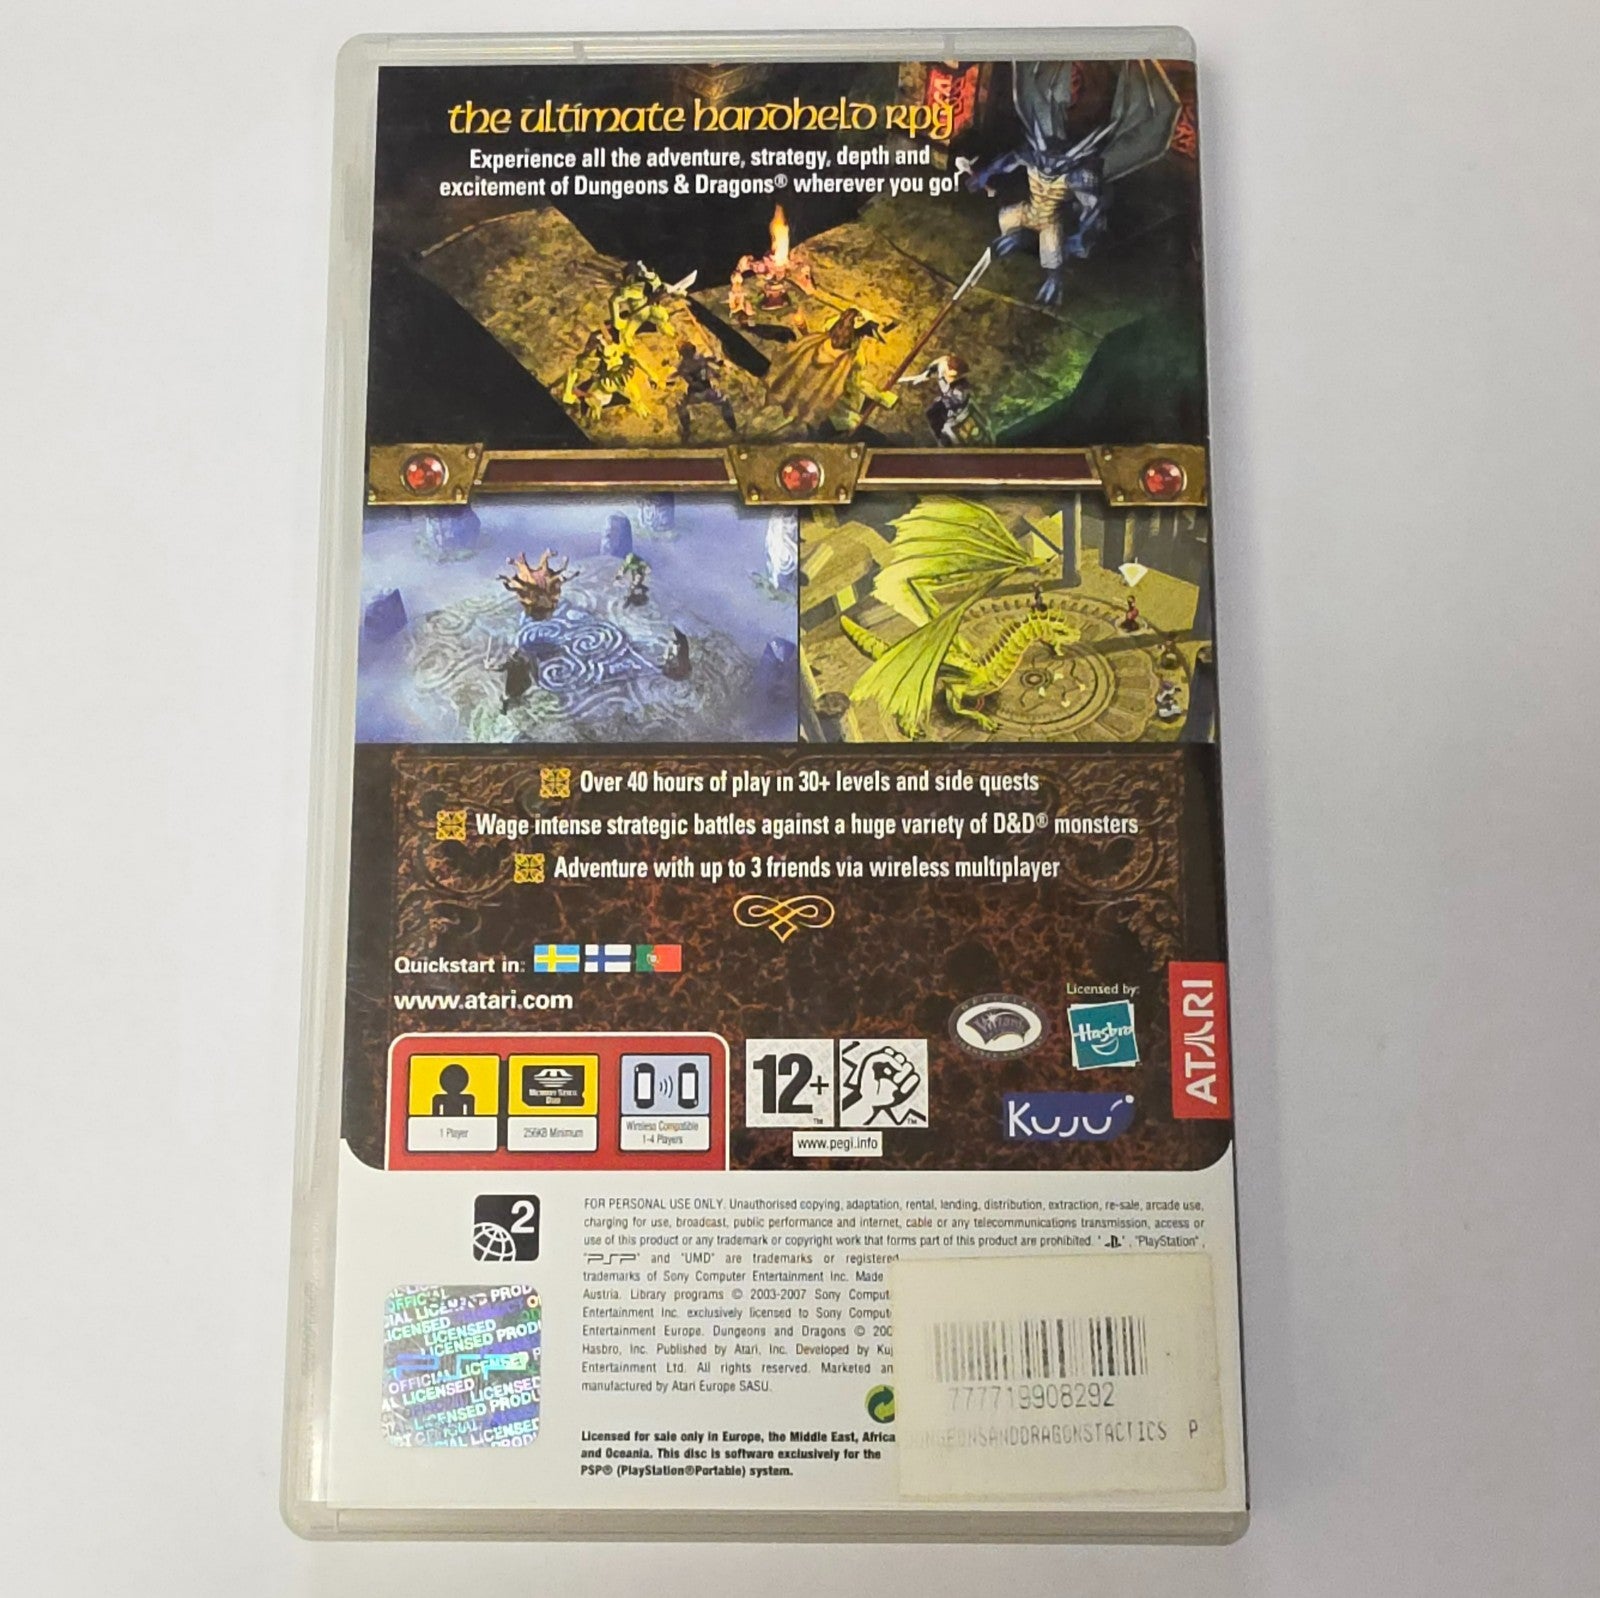 the ultimate handheld RPG
Experience all the adventure, strategy, depth and
excitement of Dungeons & Dragons® wherever you go!
Over 40 hours of play in 30+ levels and side quests
Wage intense strategic battles against a huge variety of D&D® monsters
Adventure with up to 3 friends via wireless multiplayer
Quickstart in:
www.atari.com
Licensed by:
Wizards
Hasbro
ATARI
Kuju
1 Player
256KB Minimum
Wireless Compatible
1-4 Players
12+
™
™
www.pegi.info
2
FOR PERSONAL USE ONLY. Unauthorised copying, adaptation, rental, lending, distribution, extraction, re-sale, arcade use,
charging for use, broadcast, public performance and internet, cable or any telecommunications transmission, access or
use of this product or any trademark or copyright work that forms part of this product are prohibited. " ", "PlayStation",
"PSP" and "UMD" are trademarks or registered
trademarks of Sony Computer Entertainment Inc. Made
Austria. Library programs © 2003-2007 Sony Comput
Entertainment Inc. exclusively licensed to Sony Comput
Entertainment Europe. Dungeons and Dragons © 200
Hasbro, Inc. Published by Atari, Inc. Developed by Kuj
Entertainment Ltd. All rights reserved. Marketed an
manufactured by Atari Europe SASU.
Licensed for sale only in Europe, the Middle East, Africa
and Oceania. This disc is software exclusively for the
PSP® (PlayStation®Portable) system.
OFFICIAL LICENSED PRODUCT
PSP
777719908292
NGEONSANDDRAGONSTACTICS P